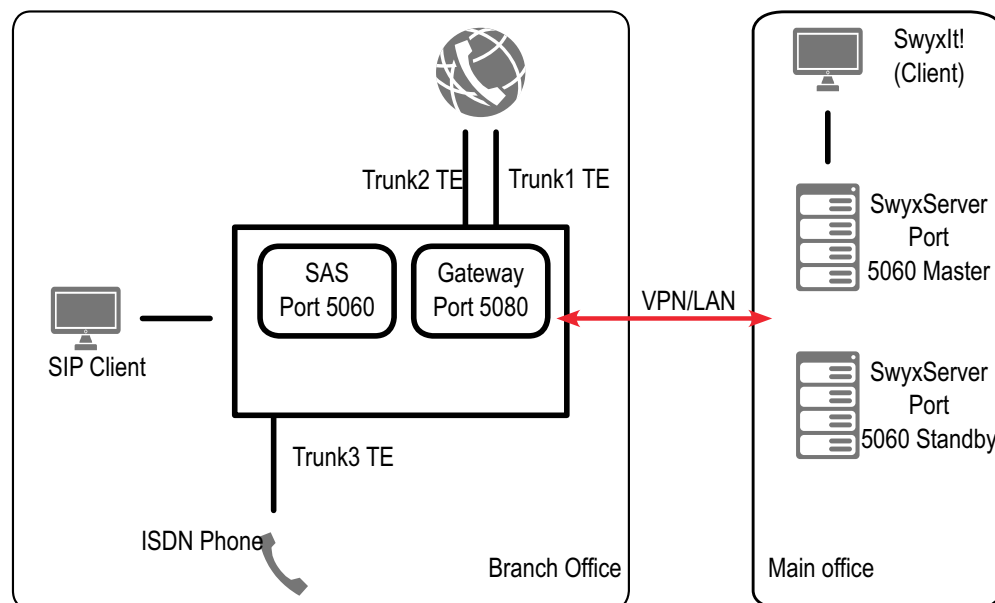 SwyxIt!
(Client)
Trunk2 TE
Trunk1 TE
SwyxServer
Port
5060 Master
SAS
Port 5060
Gateway
Port 5080
VPN/LAN
SIP Client
SwyxServer
Port
5060 Standby
Trunk3 TE
ISDN Phone
Branch Office
Main office